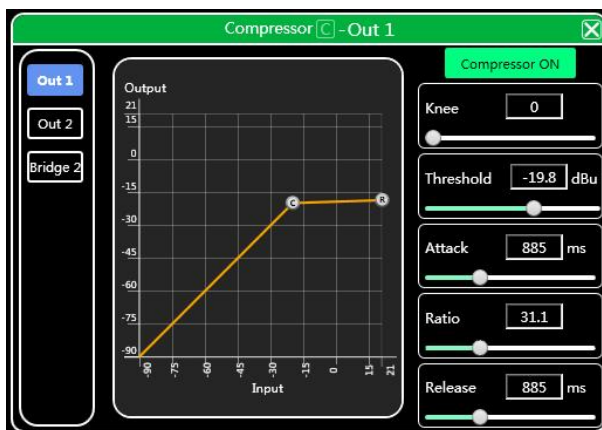 Compressor C - Out 1
Compressor ON
Out 1
Out 2
Bridge 2
Output
21
15
0
-15
-30
-45
-60
-75
-90
C
R
-90
-75
-60
-45
-30
-15
0
15
21
Input
Knee 0
Threshold -19.8 dBu
Attack 885 ms
Ratio 31.1
Release 885 ms